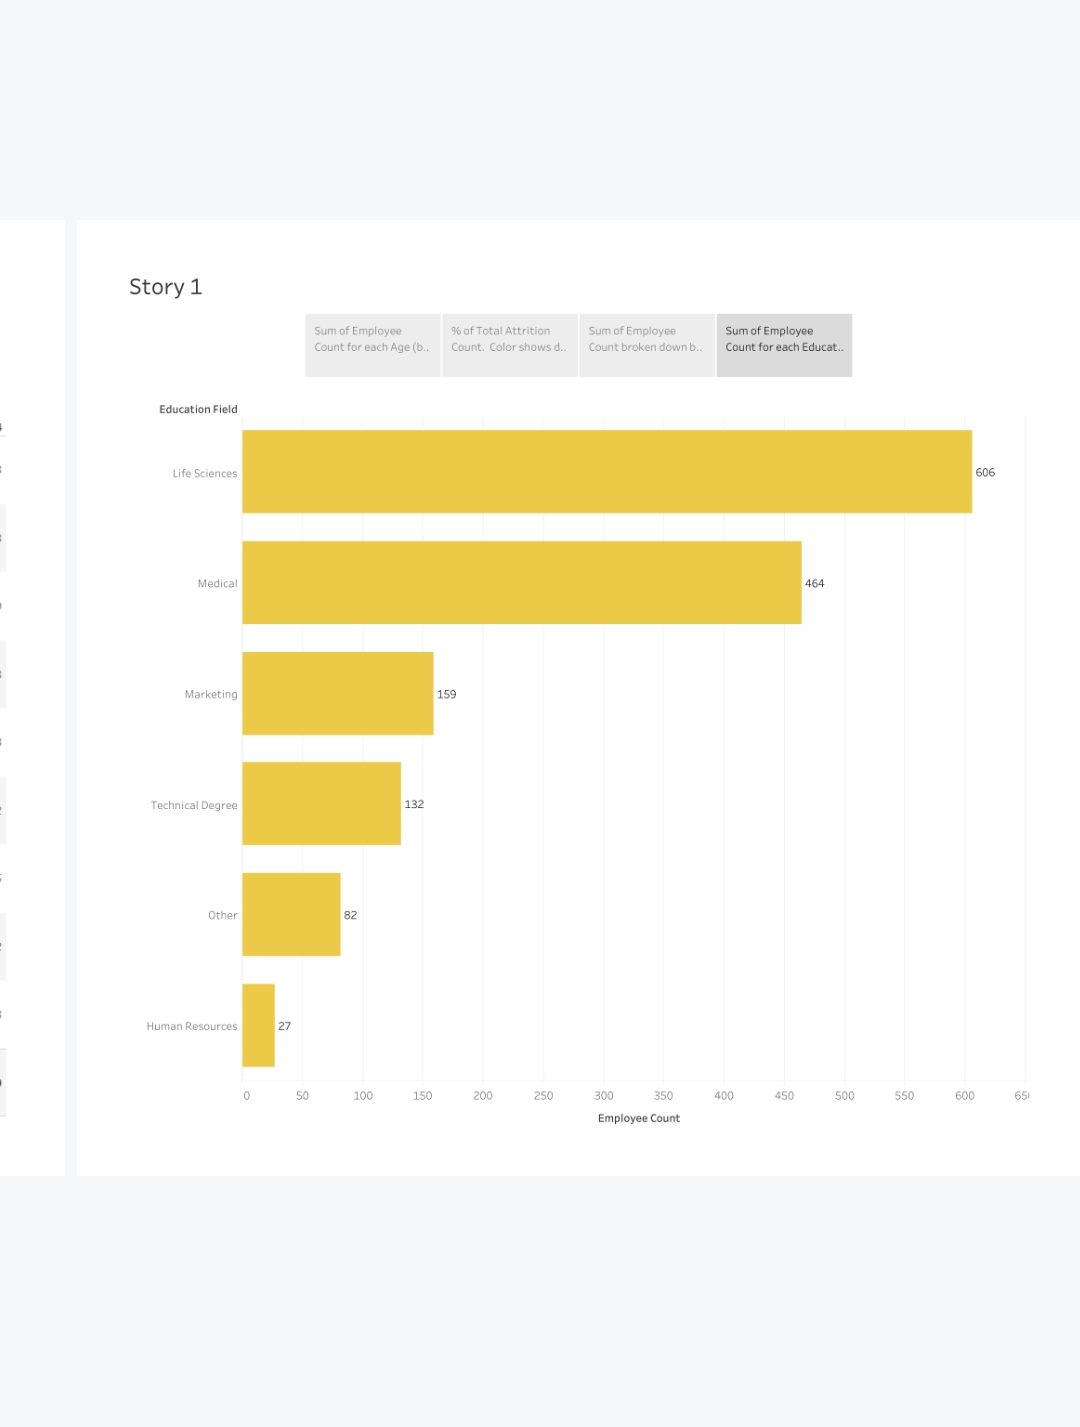 Story 1
Sum of Employee
Count for each Age (b..
% of Total Attrition
Count. Color shows d..
Sum of Employee
Count broken down b..
Sum of Employee
Count for each Educat..
Education Field
Life Sciences 606
Medical 464
Marketing 159
Technical Degree 132
Other 82
Human Resources 27
0 50 100 150 200 250 300 350 400 450 500 550 600
Employee Count